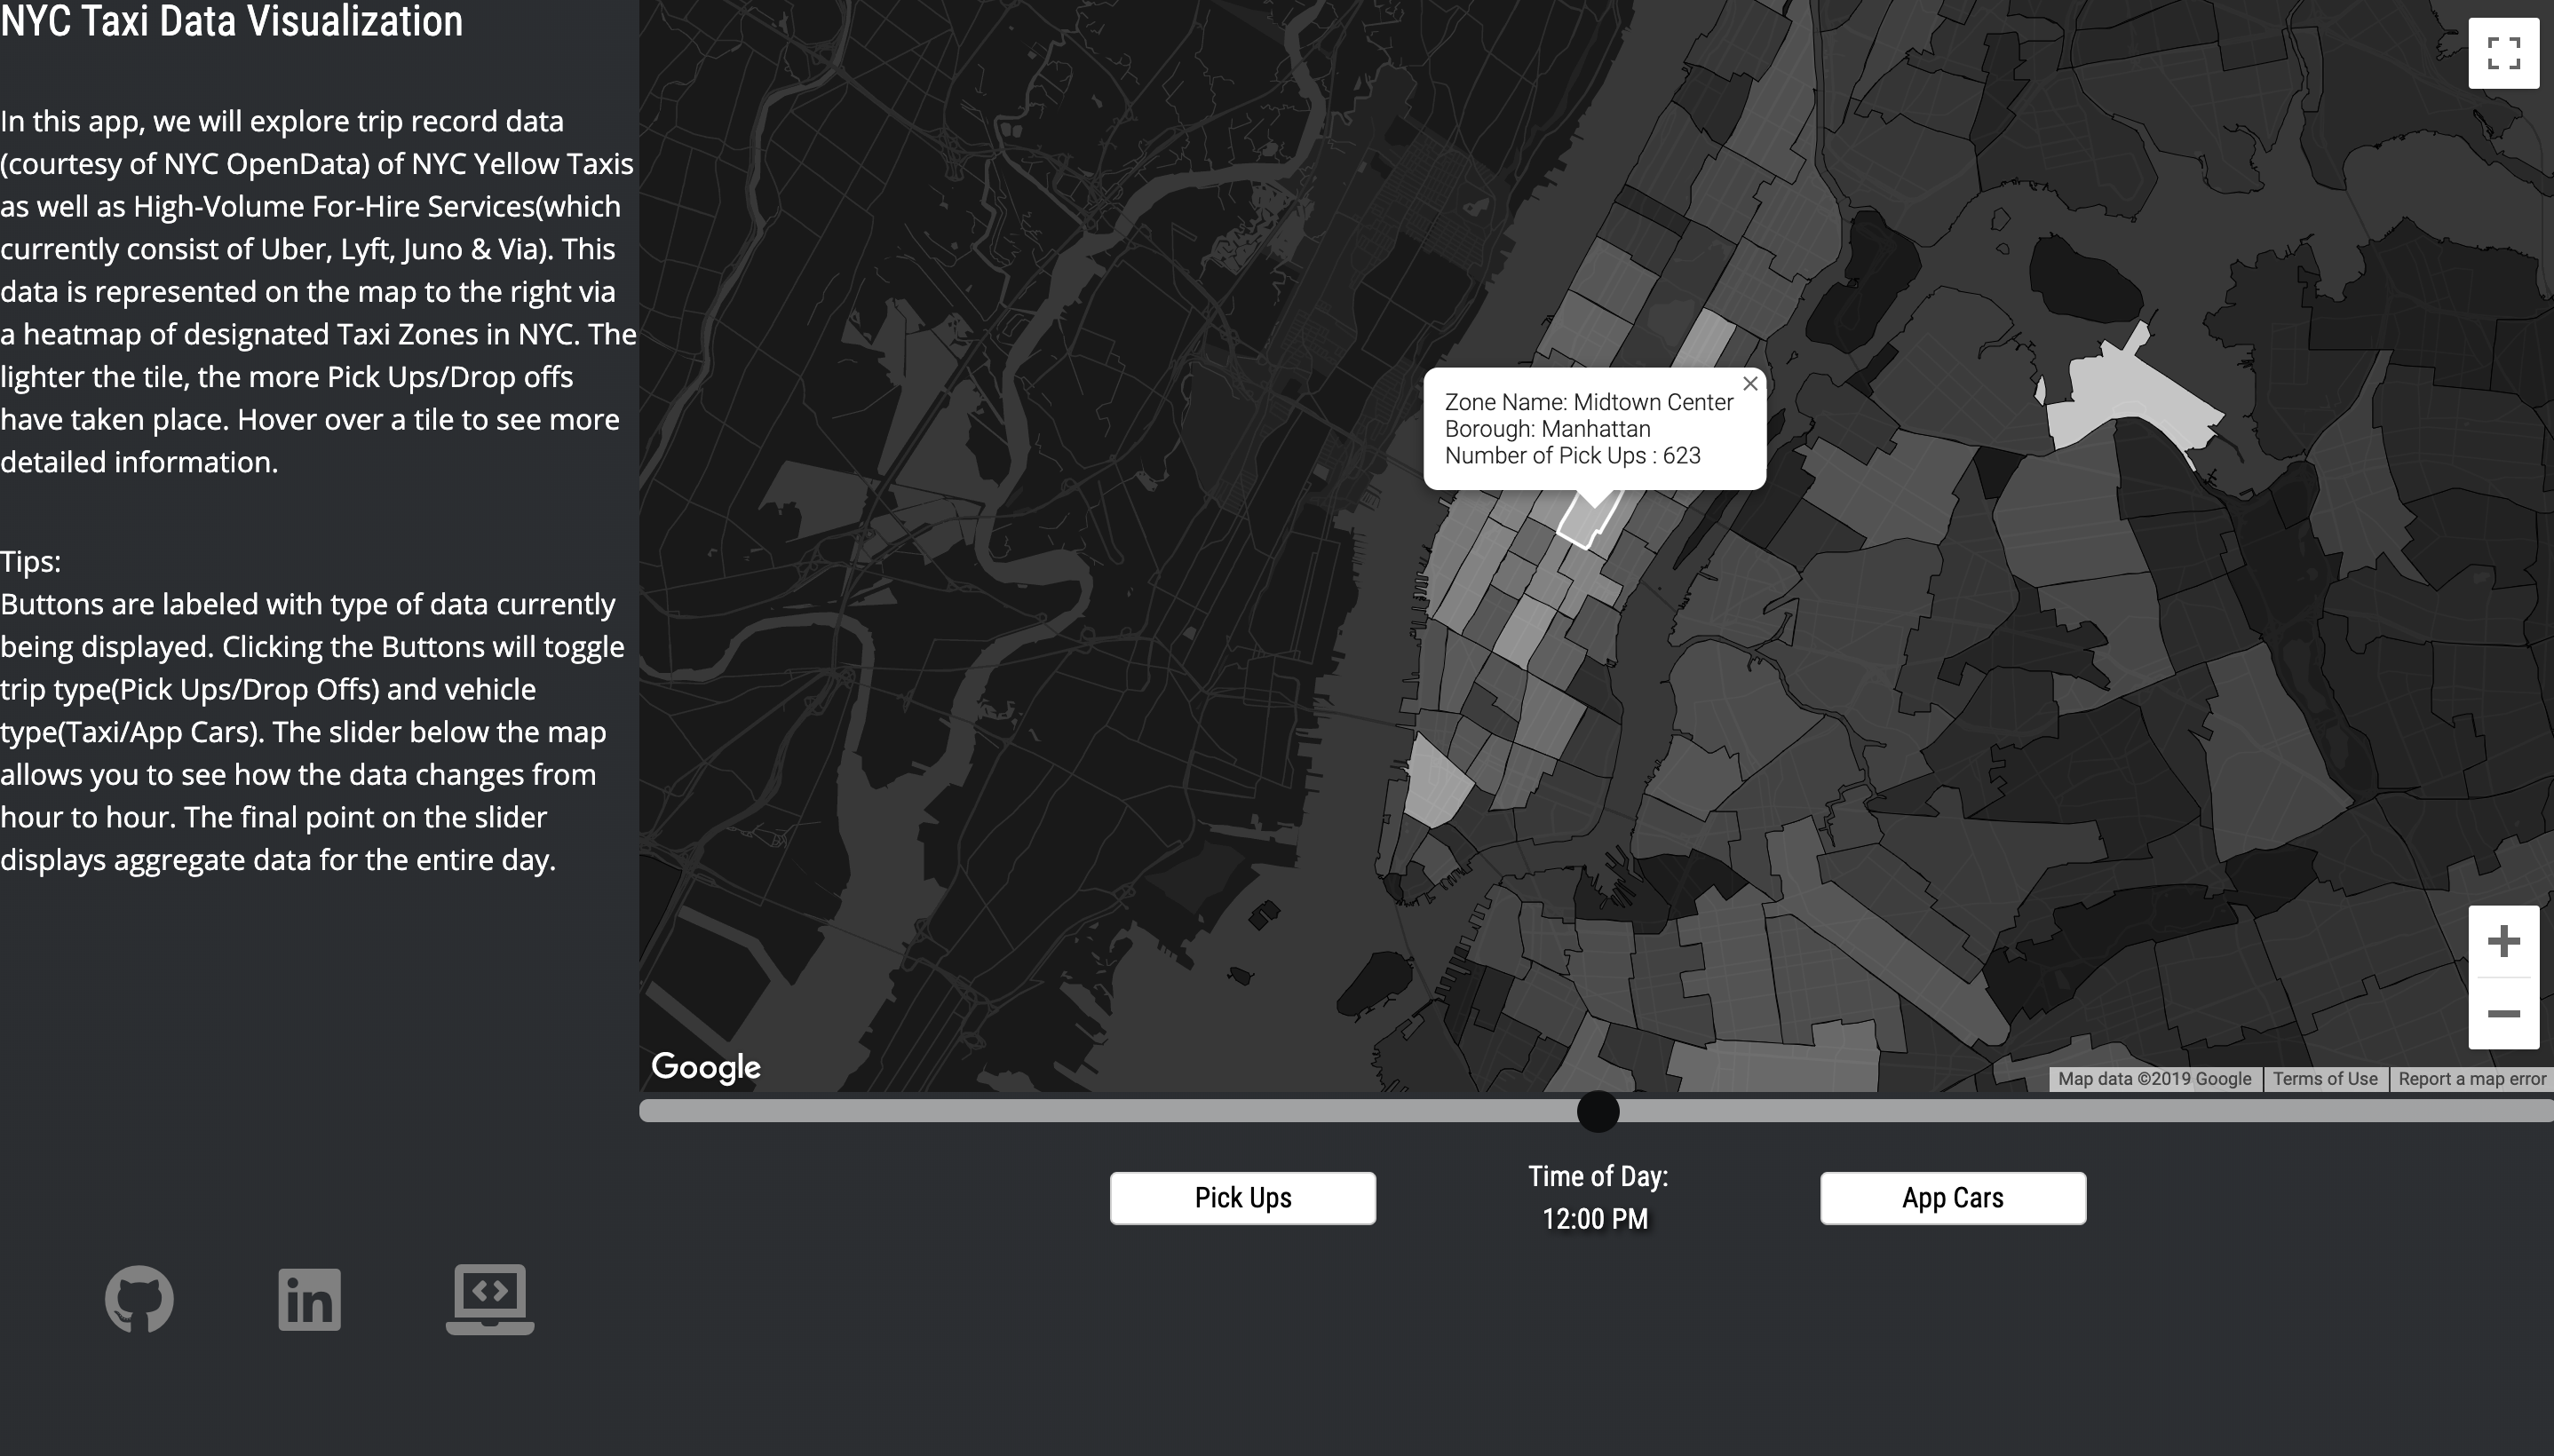 NYC Taxi Data Visualization
In this app, we will explore trip record data
(courtesy of NYC OpenData) of NYC Yellow Taxis
as well as High-Volume For-Hire Services(which
currently consist of Uber, Lyft, Juno & Via). This
data is represented on the map to the right via
a heatmap of designated Taxi Zones in NYC. The
lighter the tile, the more Pick Ups/Drop offs
have taken place. Hover over a tile to see more
detailed information.
Tips:
Buttons are labeled with type of data currently
being displayed. Clicking the Buttons will toggle
trip type(Pick Ups/Drop Offs) and vehicle
type(Taxi/App Cars). The slider below the map
allows you to see how the data changes from
hour to hour. The final point on the slider
displays aggregate data for the entire day.
Zone Name: Midtown Center
Borough: Manhattan
Number of Pick Ups : 623
Google
Map data ©2019 Google
Terms of Use
Report a map error
Pick Ups
Time of Day:
12:00 PM
App Cars
in